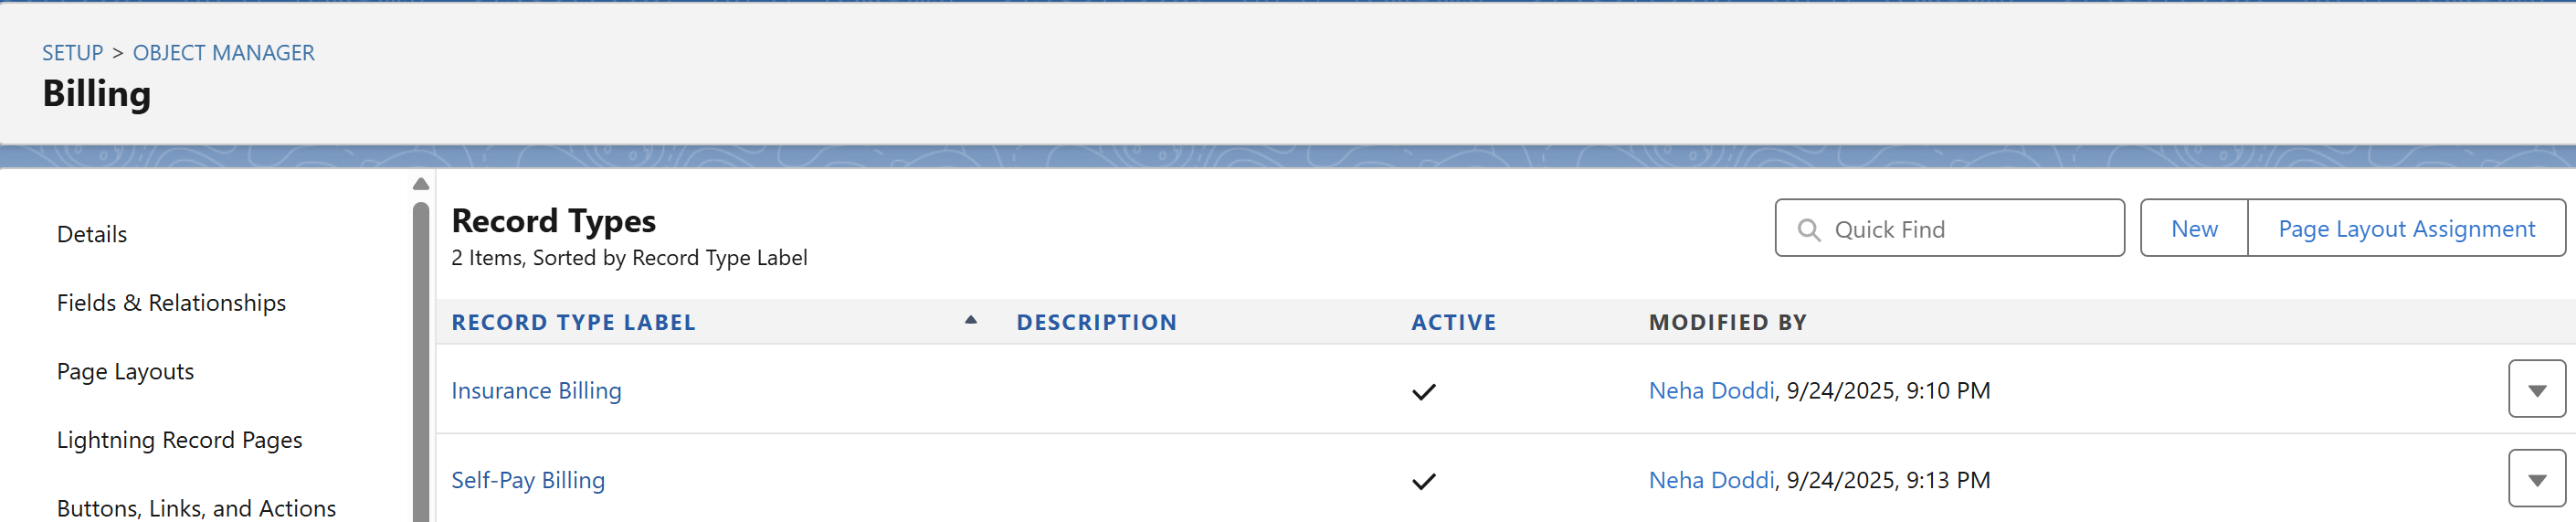 SETUP > OBJECT MANAGER
Billing
Details
Fields & Relationships
Page Layouts
Lightning Record Pages
Buttons, Links, and Actions
Record Types
2 Items, Sorted by Record Type Label
Quick Find
New
Page Layout Assignment
RECORD TYPE LABEL DESCRIPTION ACTIVE MODIFIED BY
Insurance Billing Neha Doddi, 9/24/2025, 9:10 PM
Self-Pay Billing Neha Doddi, 9/24/2025, 9:13 PM